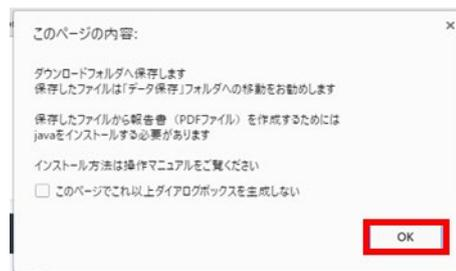 このページの内容:
ダウンロードフォルダへ保存します
保存したファイルは「データ保存」フォルダへの移動をお勧めします
保存したファイルから報告書（PDFファイル）を作成するためには
javaをインストールする必要があります
インストール方法は操作マニュアルをご覧ください
このページでこれ以上ダイアログボックスを生成しない
OK